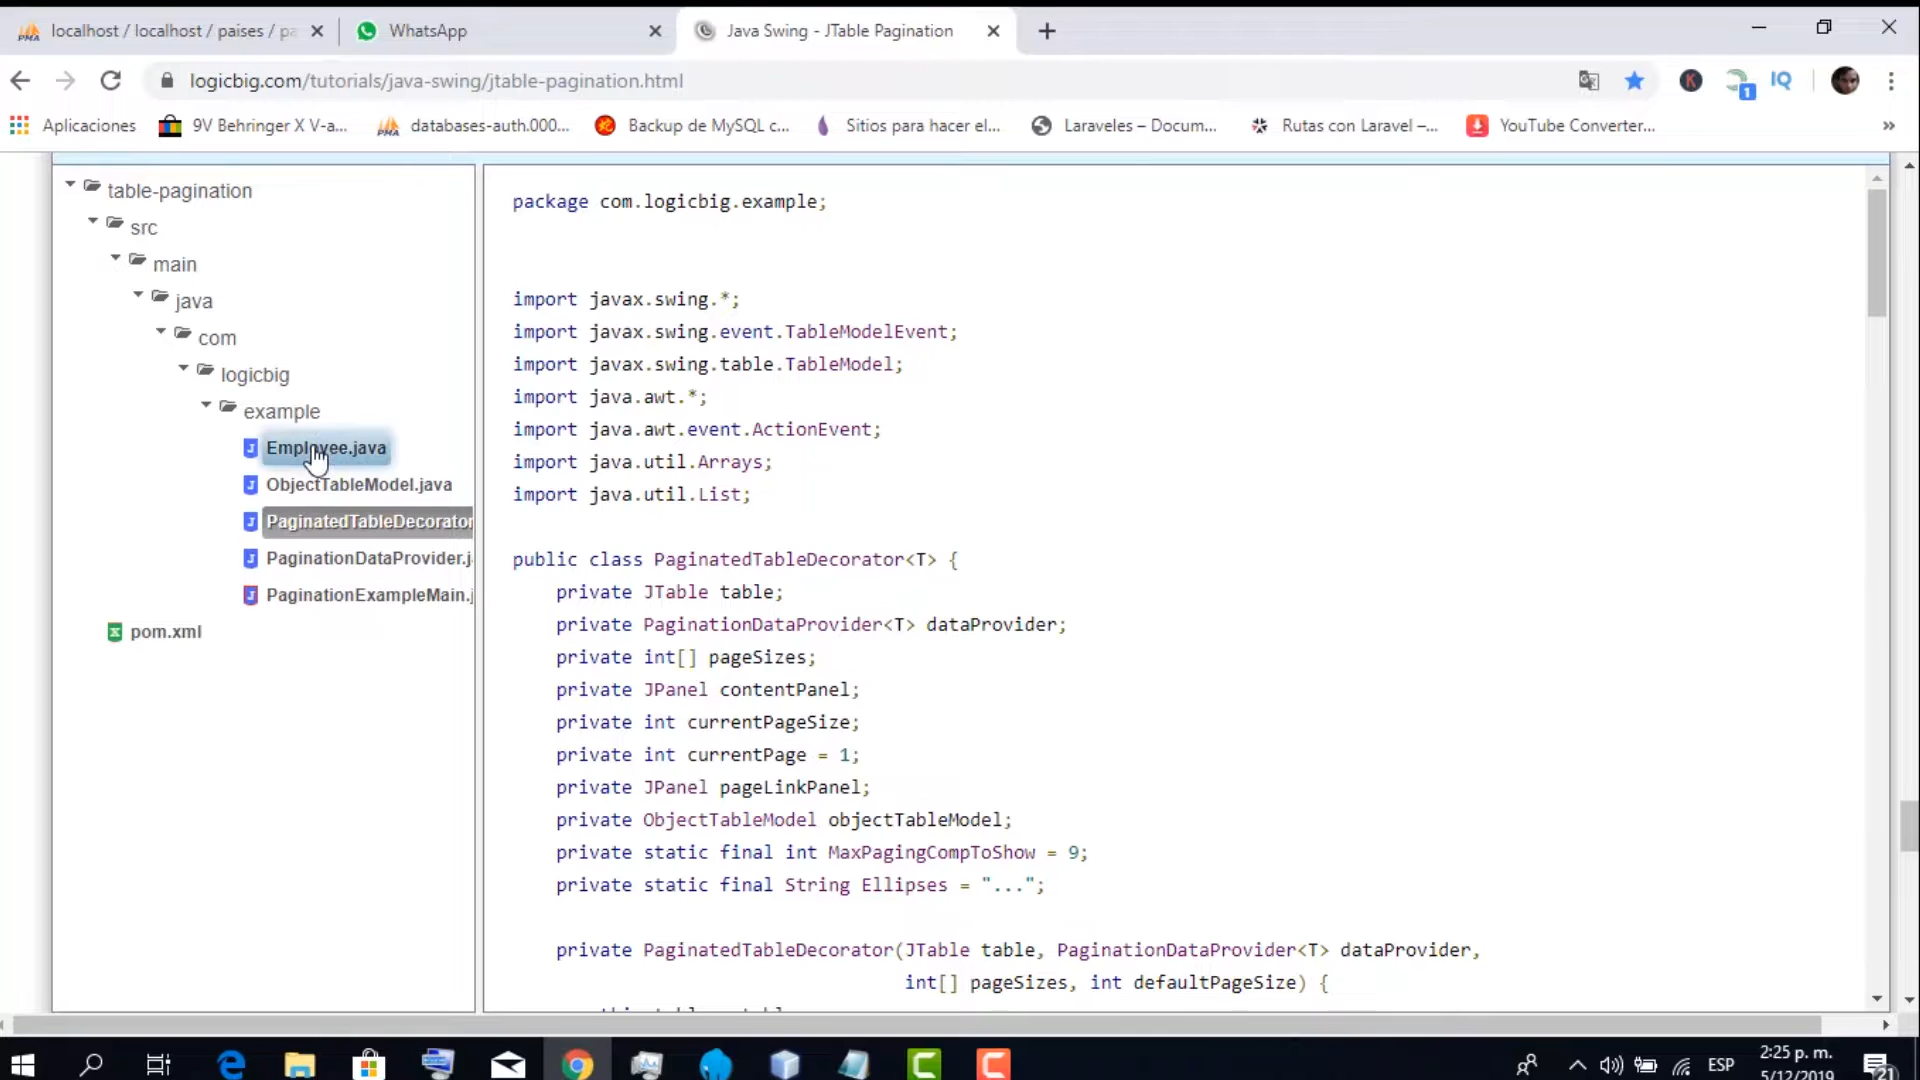 localhost / localhost / paises / pa
WhatsApp
Java Swing - JTable Pagination
logicbig.com/tutorials/java-swing/jtable-pagination.html
K
1
IQ
Aplicaciones
9V Behringer X V-a...
databases-auth.000...
Backup de MySQL c...
Sitios para hacer el...
Laraveles – Docum...
Rutas con Laravel –...
YouTube Converter...
»
table-pagination
src
main
java
com
logicbig
example
Employee.java
ObjectTableModel.java
PaginatedTableDecorator
PaginationDataProvider.j
PaginationExampleMain.j
pom.xml
package com.logicbig.example;
import javax.swing.*;
import javax.swing.event.TableModelEvent;
import javax.swing.table.TableModel;
import java.awt.*;
import java.awt.event.ActionEvent;
import java.util.Arrays;
import java.util.List;
public class PaginatedTableDecorator<T> {
private JTable table;
private PaginationDataProvider<T> dataProvider;
private int[] pageSizes;
private JPanel contentPanel;
private int currentPageSize;
private int currentPage = 1;
private JPanel pageLinkPanel;
private ObjectTableModel objectTableModel;
private static final int MaxPagingCompToShow = 9;
private static final String Ellipses = "...";
private PaginatedTableDecorator(JTable table, PaginationDataProvider<T> dataProvider,
int[] pageSizes, int defaultPageSize) {
ESP
2:25 p. m.
5/12/2019
21